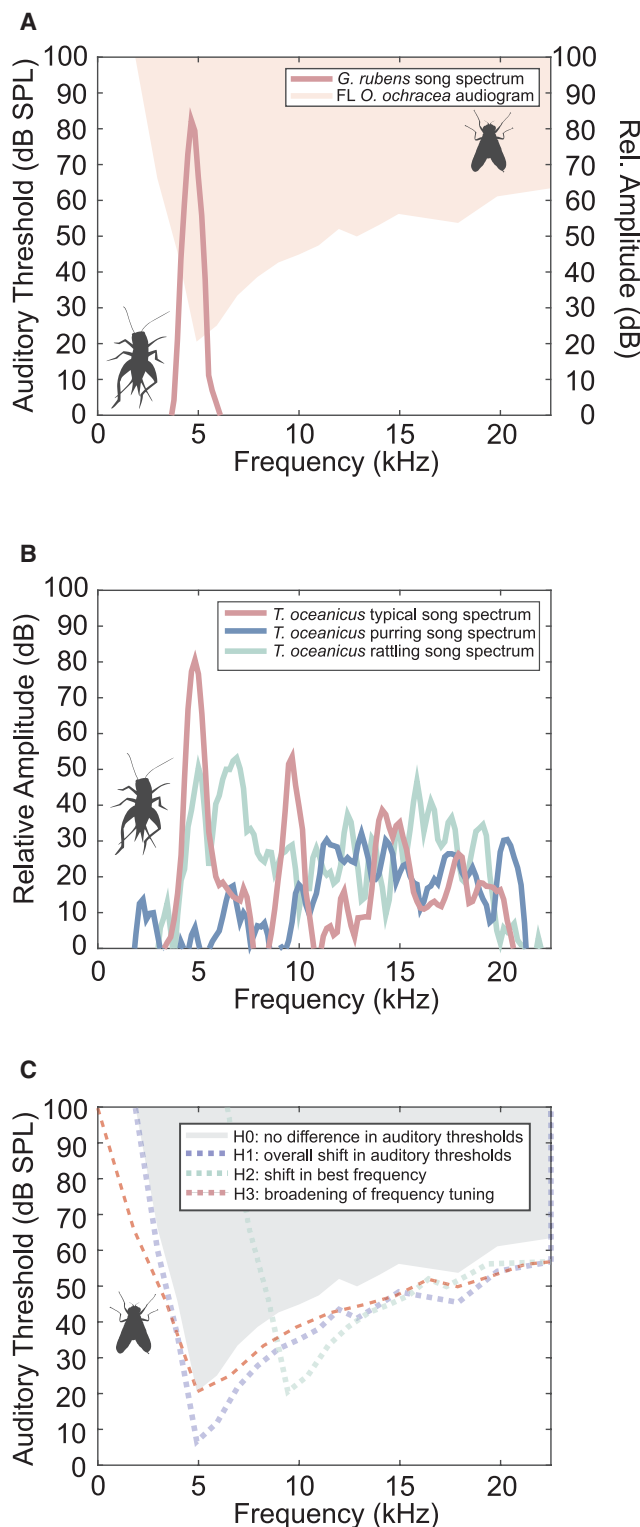 A
Auditory Threshold (dB SPL)
100
90
80
70
60
50
40
30
20
10
0
G. rubens song spectrum
FL O. ochracea audiogram
100
90
80
70
60
50
40
30
20
10
0
Rel. Amplitude (dB)
0 5 10 15 20
Frequency (kHz)
B
Relative Amplitude (dB)
100
90
80
70
60
50
40
30
20
10
0
T. oceanicus typical song spectrum
T. oceanicus purring song spectrum
T. oceanicus rattling song spectrum
0 5 10 15 20
Frequency (kHz)
C
Auditory Threshold (dB SPL)
100
90
80
70
60
50
40
30
20
10
0
H0: no difference in auditory thresholds
H1: overall shift in auditory thresholds
H2: shift in best frequency
H3: broadening of frequency tuning
0 5 10 15 20
Frequency (kHz)